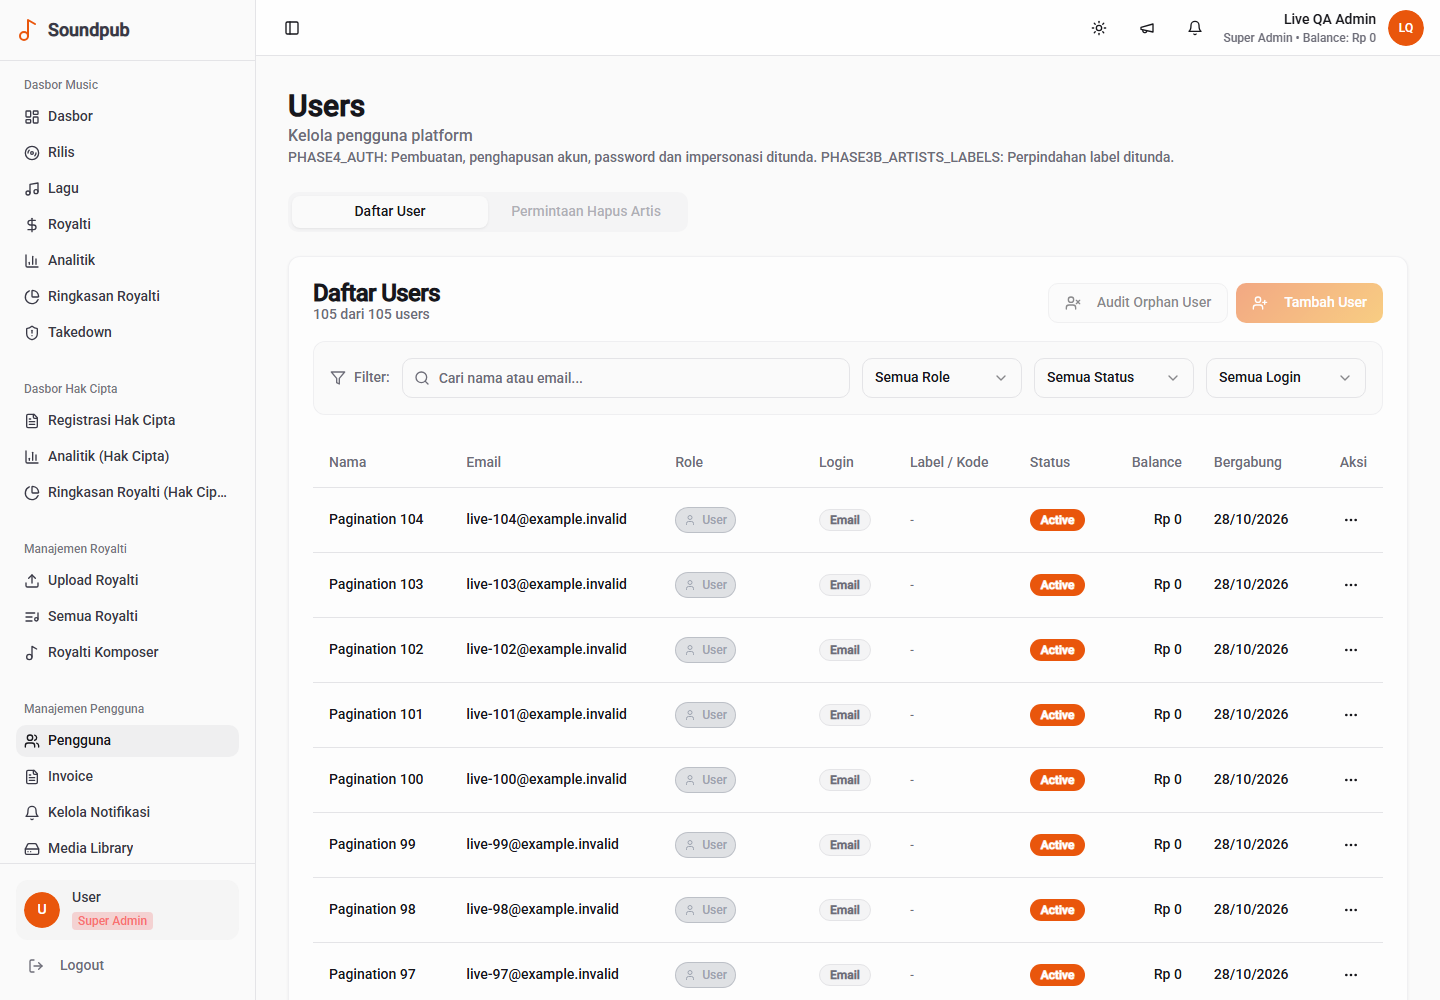 Soundpub
Dasbor Music
Dasbor
Rilis
Lagu
Royalti
Analitik
Ringkasan Royalti
Takedown
Dasbor Hak Cipta
Registrasi Hak Cipta
Analitik (Hak Cipta)
Ringkasan Royalti (Hak Cip...
Manajemen Royalti
Upload Royalti
Semua Royalti
Royalti Komposer
Manajemen Pengguna
Pengguna
Invoice
Kelola Notifikasi
Media Library
U
User
Super Admin
Logout
Live QA Admin
Super Admin • Balance: Rp 0
LQ
Users
Kelola pengguna platform
PHASE4_AUTH: Pembuatan, penghapusan akun, password dan impersonasi ditunda. PHASE3B_ARTISTS_LABELS: Perpindahan label ditunda.
Daftar User Permintaan Hapus Artis
Daftar Users
105 dari 105 users
Audit Orphan User Tambah User
Filter: Cari nama atau email... Semua Role Semua Status Semua Login
Nama Email Role Login Label / Kode Status Balance Bergabung Aksi
Pagination 104 live-104@example.invalid User Email - Active Rp 0 28/10/2026 ...
Pagination 103 live-103@example.invalid User Email - Active Rp 0 28/10/2026 ...
Pagination 102 live-102@example.invalid User Email - Active Rp 0 28/10/2026 ...
Pagination 101 live-101@example.invalid User Email - Active Rp 0 28/10/2026 ...
Pagination 100 live-100@example.invalid User Email - Active Rp 0 28/10/2026 ...
Pagination 99 live-99@example.invalid User Email - Active Rp 0 28/10/2026 ...
Pagination 98 live-98@example.invalid User Email - Active Rp 0 28/10/2026 ...
Pagination 97 live-97@example.invalid User Email - Active Rp 0 28/10/2026 ...